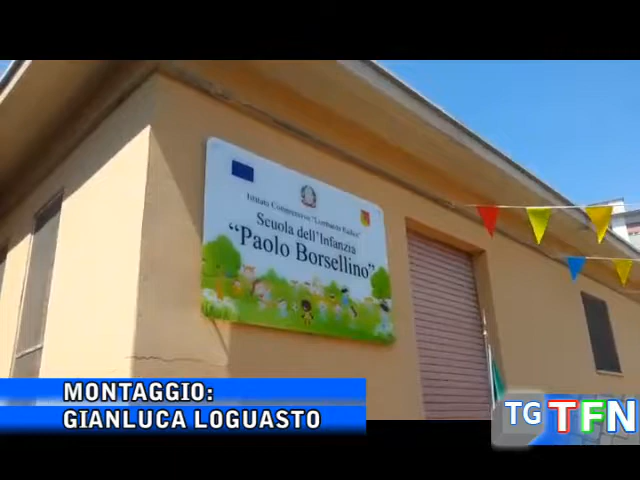 Istituto Comprensivo "Lombardo Radice"
Scuola dell'Infanzia
"Paolo Borsellino"
MONTAGGIO:
GIANLUCA LOGUASTO
TG TFN